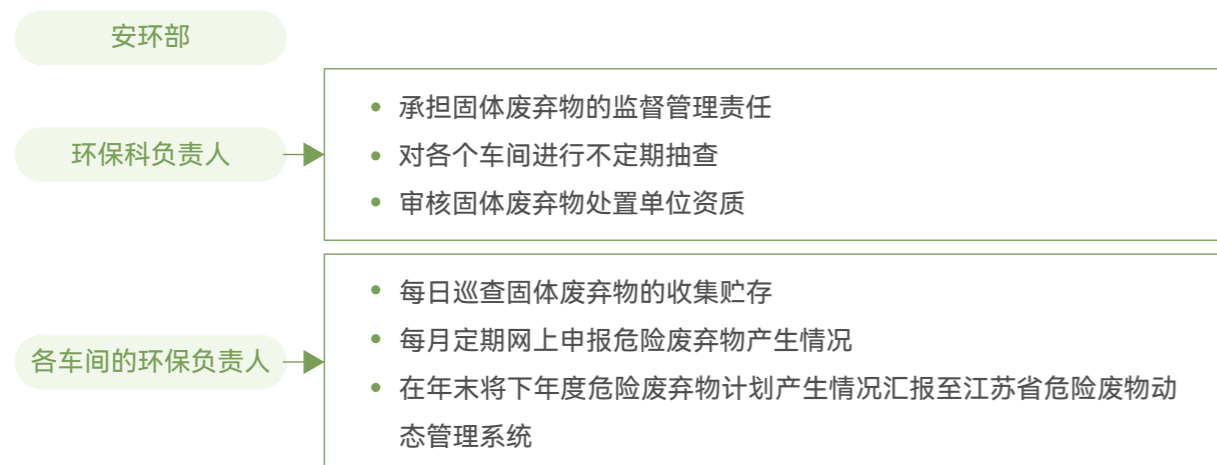 安环部
环保科负责人
• 承担固体废弃物的监督管理责任
• 对各个车间进行不定期抽查
• 审核固体废弃物处置单位资质
各车间的环保负责人
• 每日巡查固体废弃物的收集贮存
• 每月定期网上申报危险废弃物产生情况
• 在年末将下年度危险废弃物计划产生情况汇报至江苏省危险废物动
态管理系统